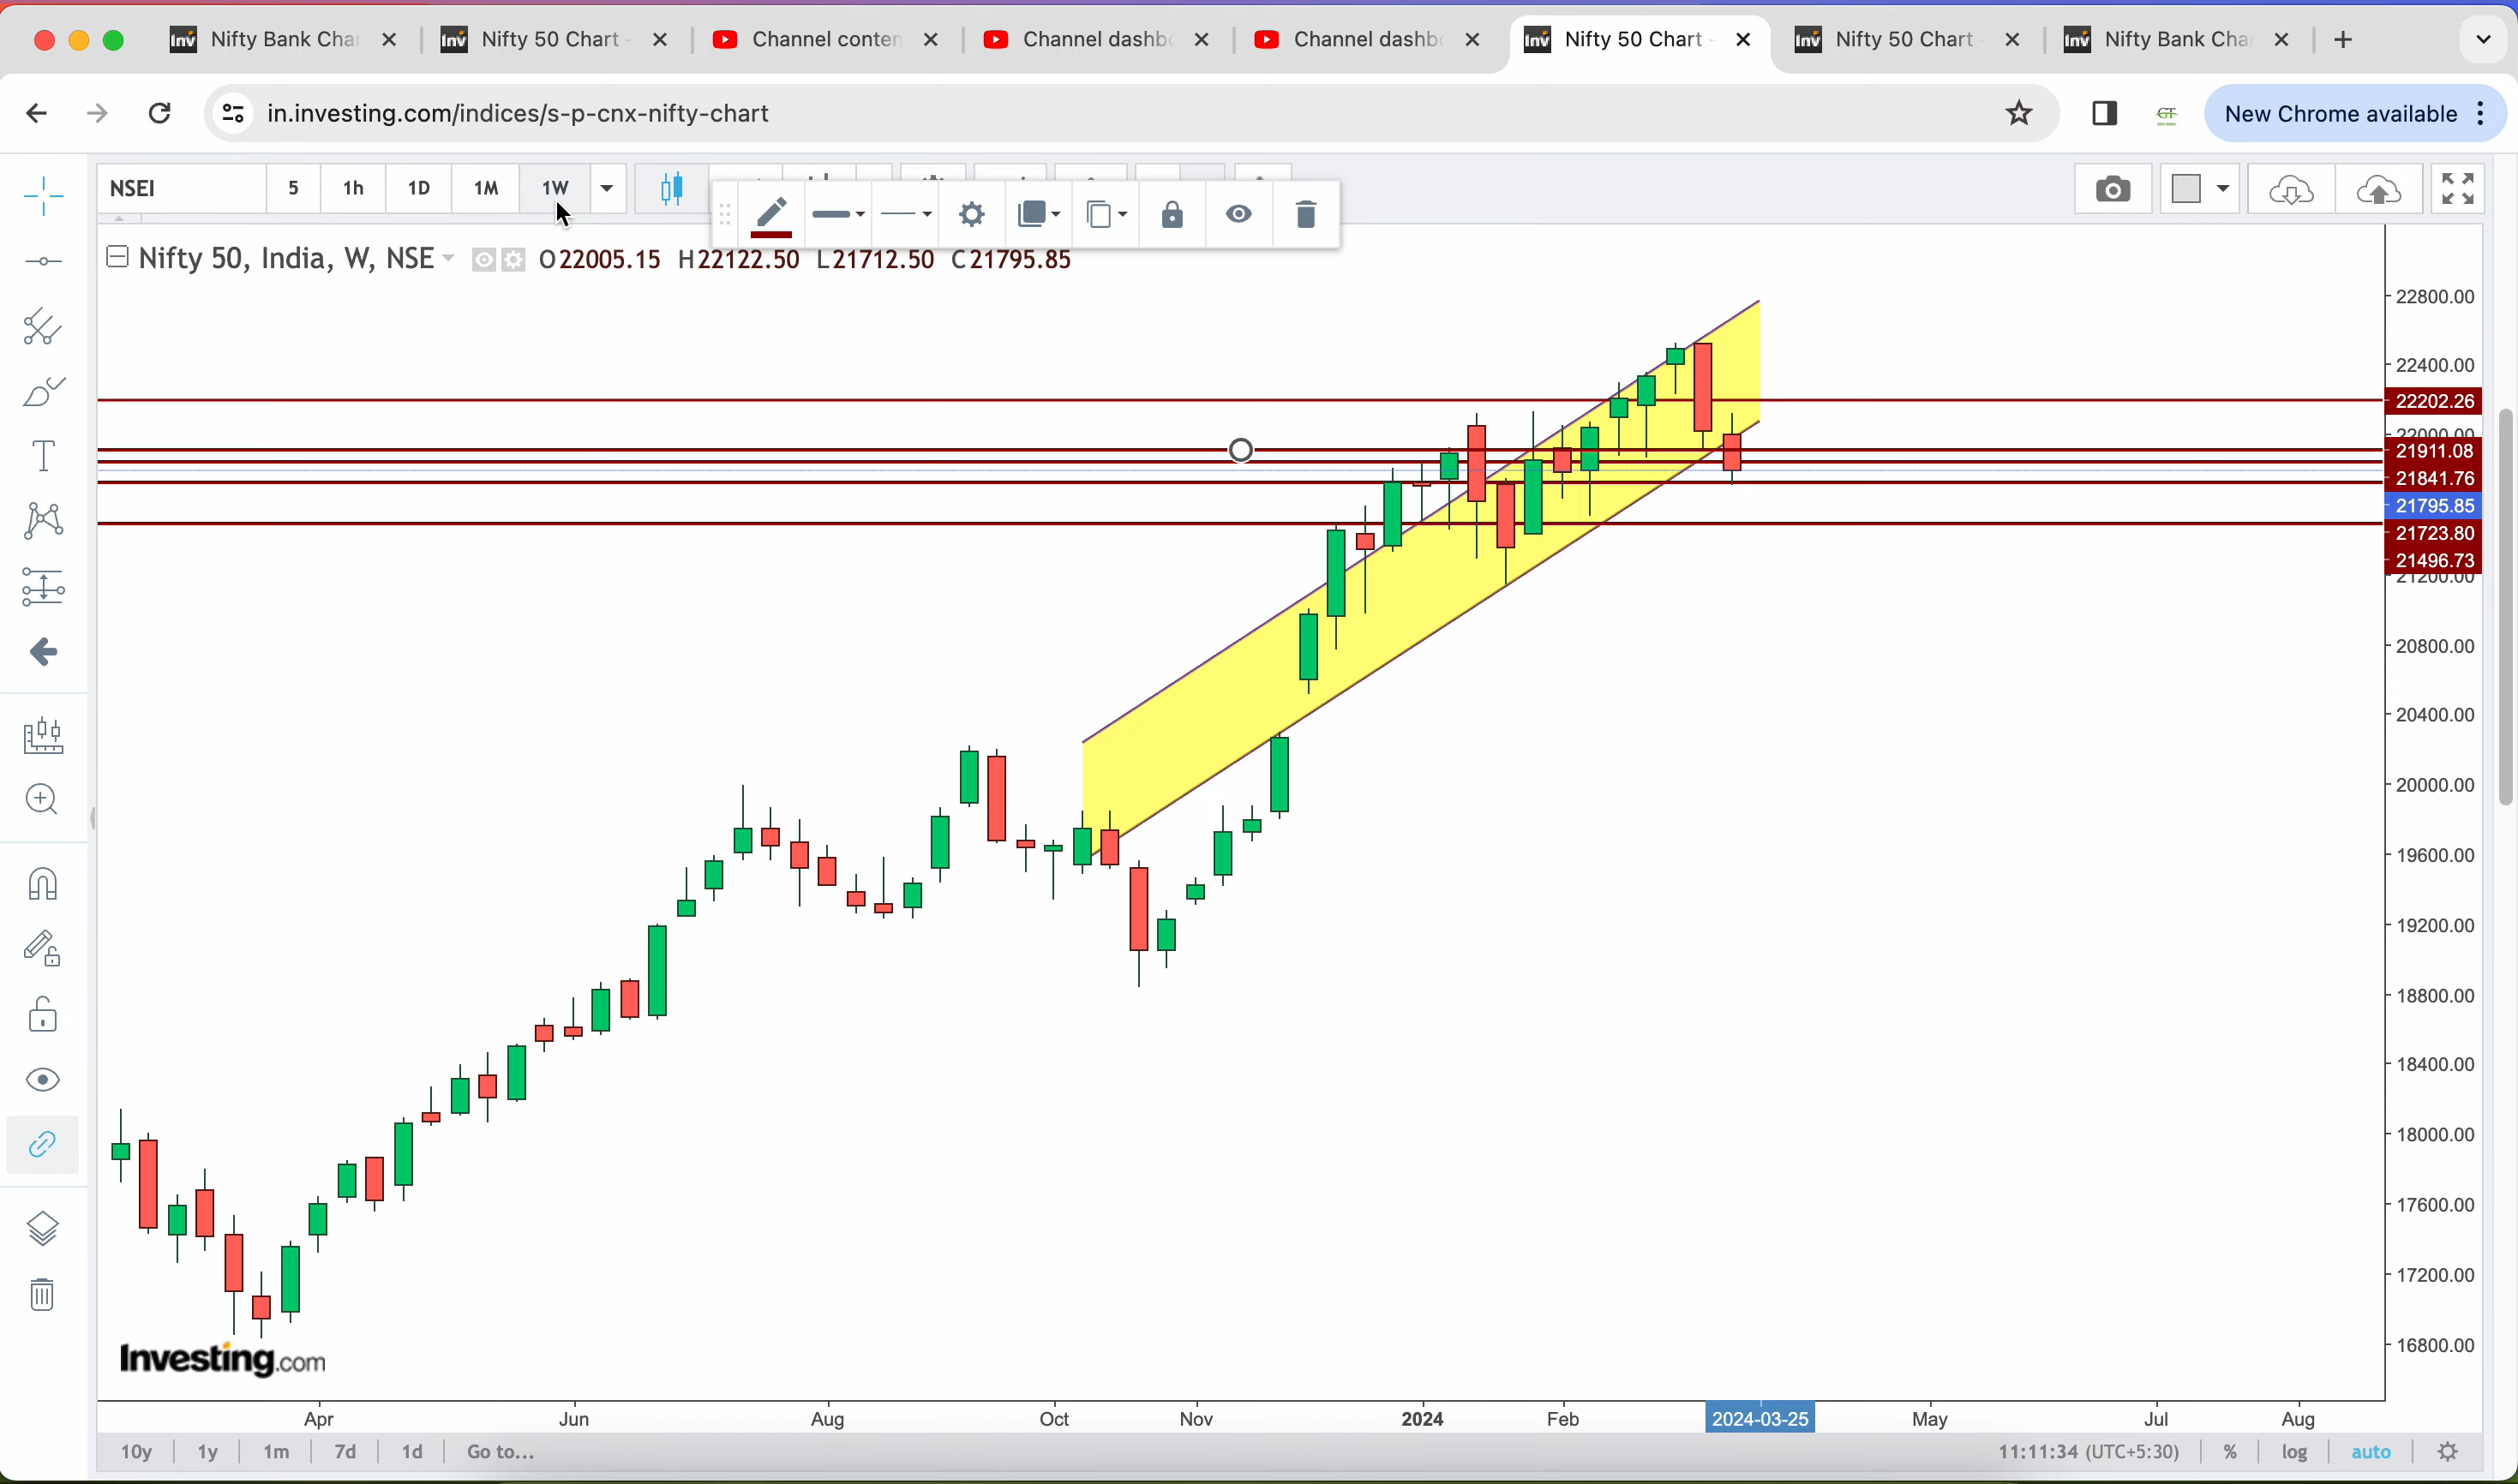 Nifty Bank Cha
Nifty 50 Chart
Channel conten
Channel dashb
Channel dashb
Nifty 50 Chart
Nifty 50 Chart
Nifty Bank Cha
in.investing.com/indices/s-p-cnx-nifty-chart
New Chrome available
NSEI 5 1h 1D 1M 1W
Nifty 50, India, W, NSE O22005.15 H22122.50 L21712.50 C21795.85
22800.00
22400.00
22202.26
22000.00
21911.08
21841.76
21795.85
21723.80
21496.73
21200.00
20800.00
20400.00
20000.00
19600.00
19200.00
18800.00
18400.00
18000.00
17600.00
17200.00
16800.00
Investing.com
Apr Jun Aug Oct Nov 2024 Feb 2024-03-25 May Jul Aug
10y 1y 1m 7d 1d Go to... 11:11:34 (UTC+5:30) % log auto